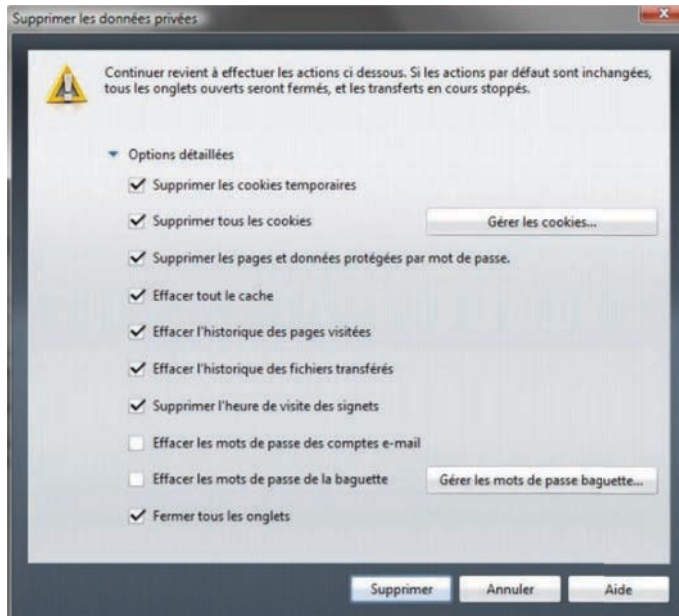 Supprimer les données privées
Continuer revient à effectuer les actions ci dessous. Si les actions par défaut sont inchangées,
tous les onglets ouverts seront fermés, et les transferts en cours stoppés.
Options détaillées
Supprimer les cookies temporaires
Supprimer tous les cookies
Gérer les cookies...
Supprimer les pages et données protégées par mot de passe.
Effacer tout le cache
Effacer l'historique des pages visitées
Effacer l'historique des fichiers transférés
Supprimer l'heure de visite des signets
Effacer les mots de passe des comptes e-mail
Effacer les mots de passe de la baguette
Gérer les mots de passe baguette...
Fermer tous les onglets
Supprimer
Annuler
Aide